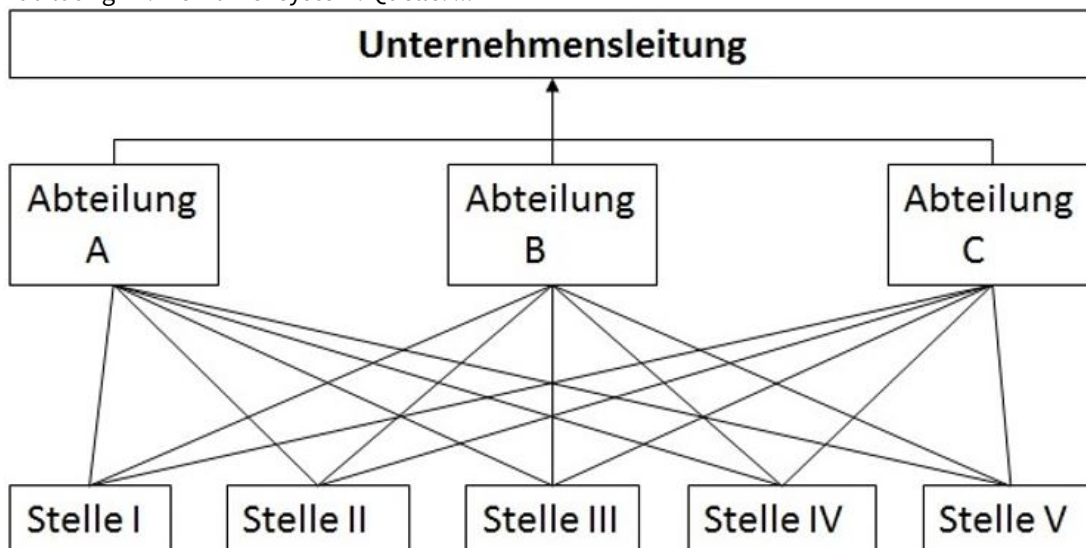 Unternehmensleitung
Abteilung A
Abteilung B
Abteilung C
Stelle I
Stelle II
Stelle III
Stelle IV
Stelle V